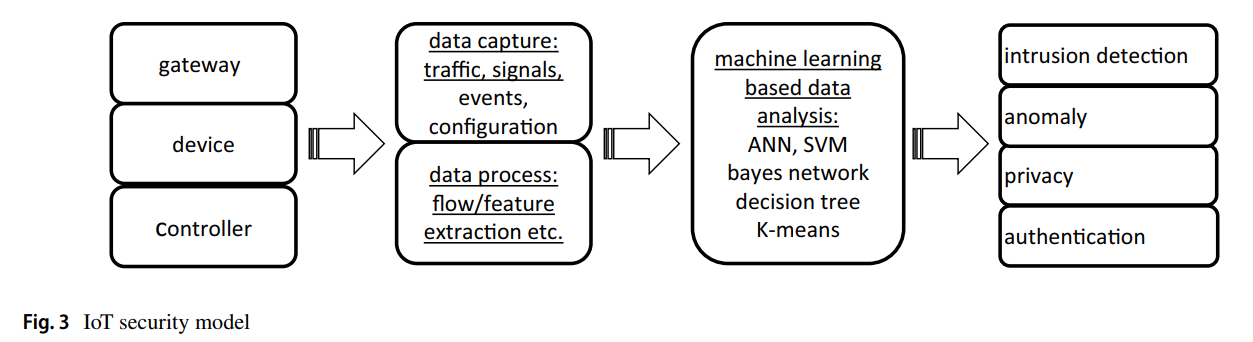 gateway
device
Controller
data capture:
traffic, signals,
events,
configuration
data process:
flow/feature
extraction etc.
machine learning
based data
analysis:
ANN, SVM
bayes network
decision tree
K-means
intrusion detection
anomaly
privacy
authentication
Fig. 3 IoT security model